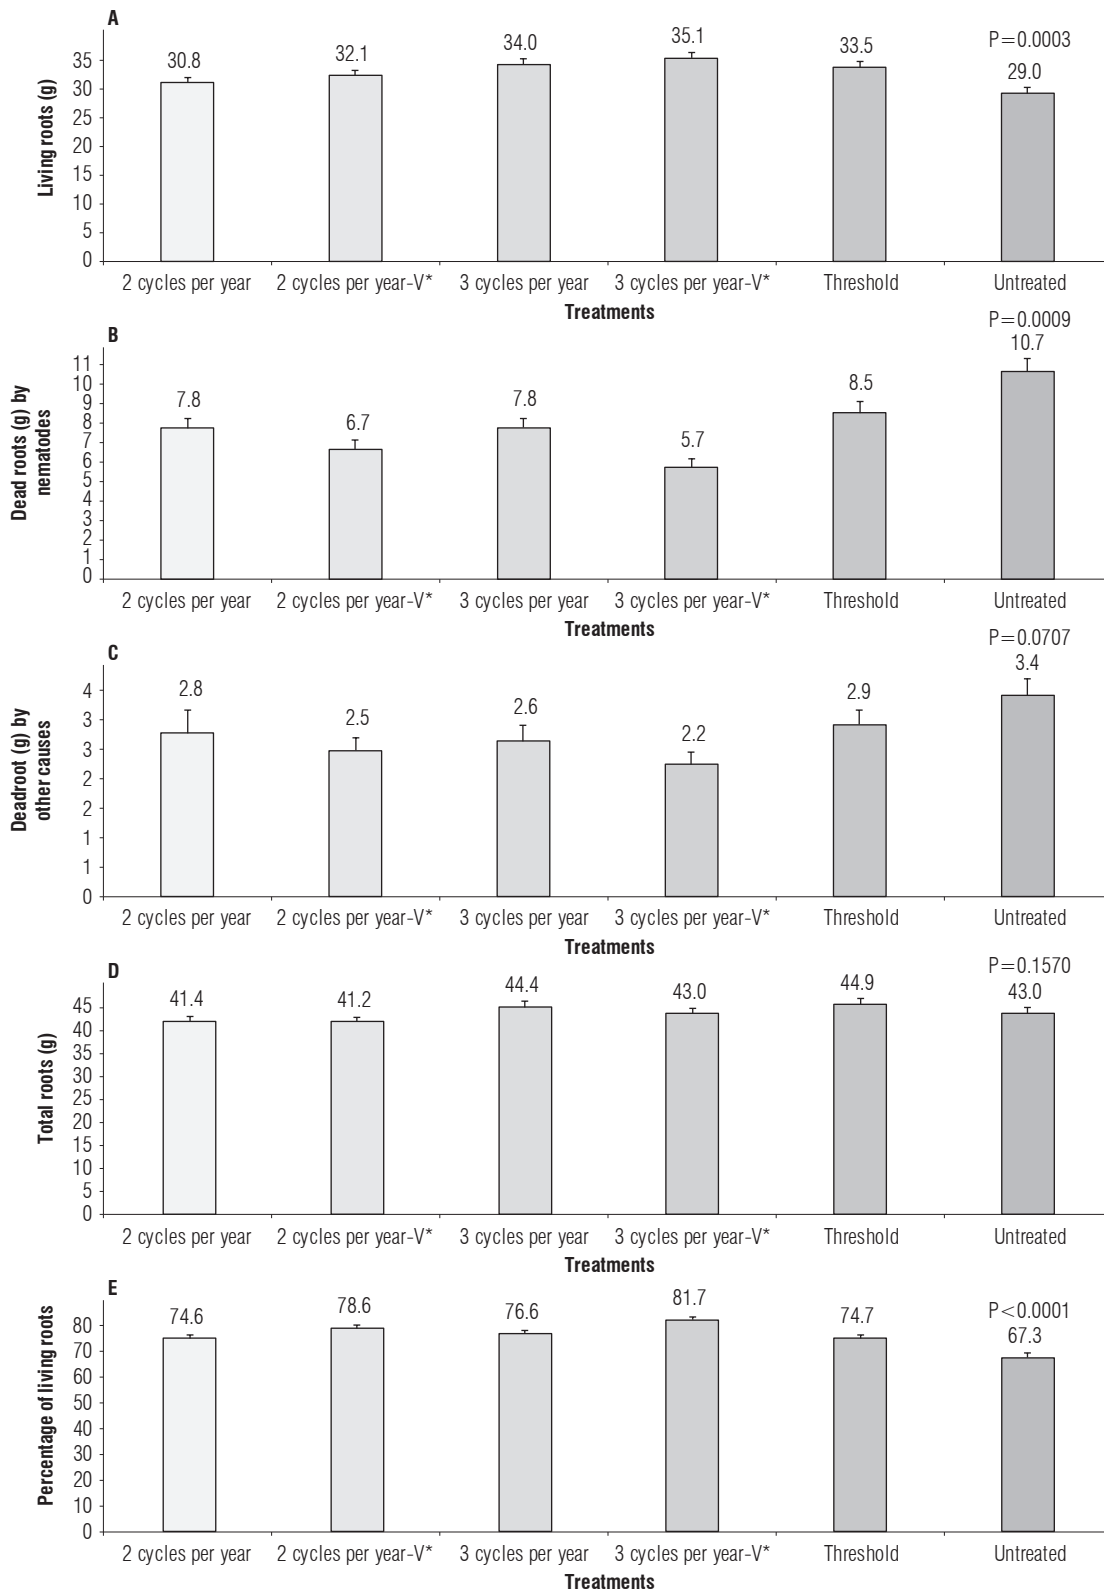 A
30.8
32.1
34.0
35.1
33.5
P=0.0003
29.0
Living roots (g)
35
30
25
20
15
10
5
0
2 cycles per year
2 cycles per year-V*
3 cycles per year
3 cycles per year-V*
Threshold
Untreated
Treatments
B
7.8
6.7
7.8
5.7
8.5
P=0.0009
10.7
Dead roots (g) by
nematodes
11
10
9
8
7
6
5
4
3
2
1
0
2 cycles per year
2 cycles per year-V*
3 cycles per year
3 cycles per year-V*
Threshold
Untreated
Treatments
C
2.8
2.5
2.6
2.2
2.9
P=0.0707
3.4
Deadroot (g) by
other causes
4
3
3
2
2
1
1
0
2 cycles per year
2 cycles per year-V*
3 cycles per year
3 cycles per year-V*
Threshold
Untreated
Treatments
D
41.4
41.2
44.4
43.0
44.9
P=0.1570
43.0
Total roots (g)
45
40
35
30
25
20
15
10
5
0
2 cycles per year
2 cycles per year-V*
3 cycles per year
3 cycles per year-V*
Threshold
Untreated
Treatments
E
74.6
78.6
76.6
81.7
74.7
P<0.0001
67.3
Percentage of living roots
80
70
60
50
40
30
20
10
0
2 cycles per year
2 cycles per year-V*
3 cycles per year
3 cycles per year-V*
Threshold
Untreated
Treatments